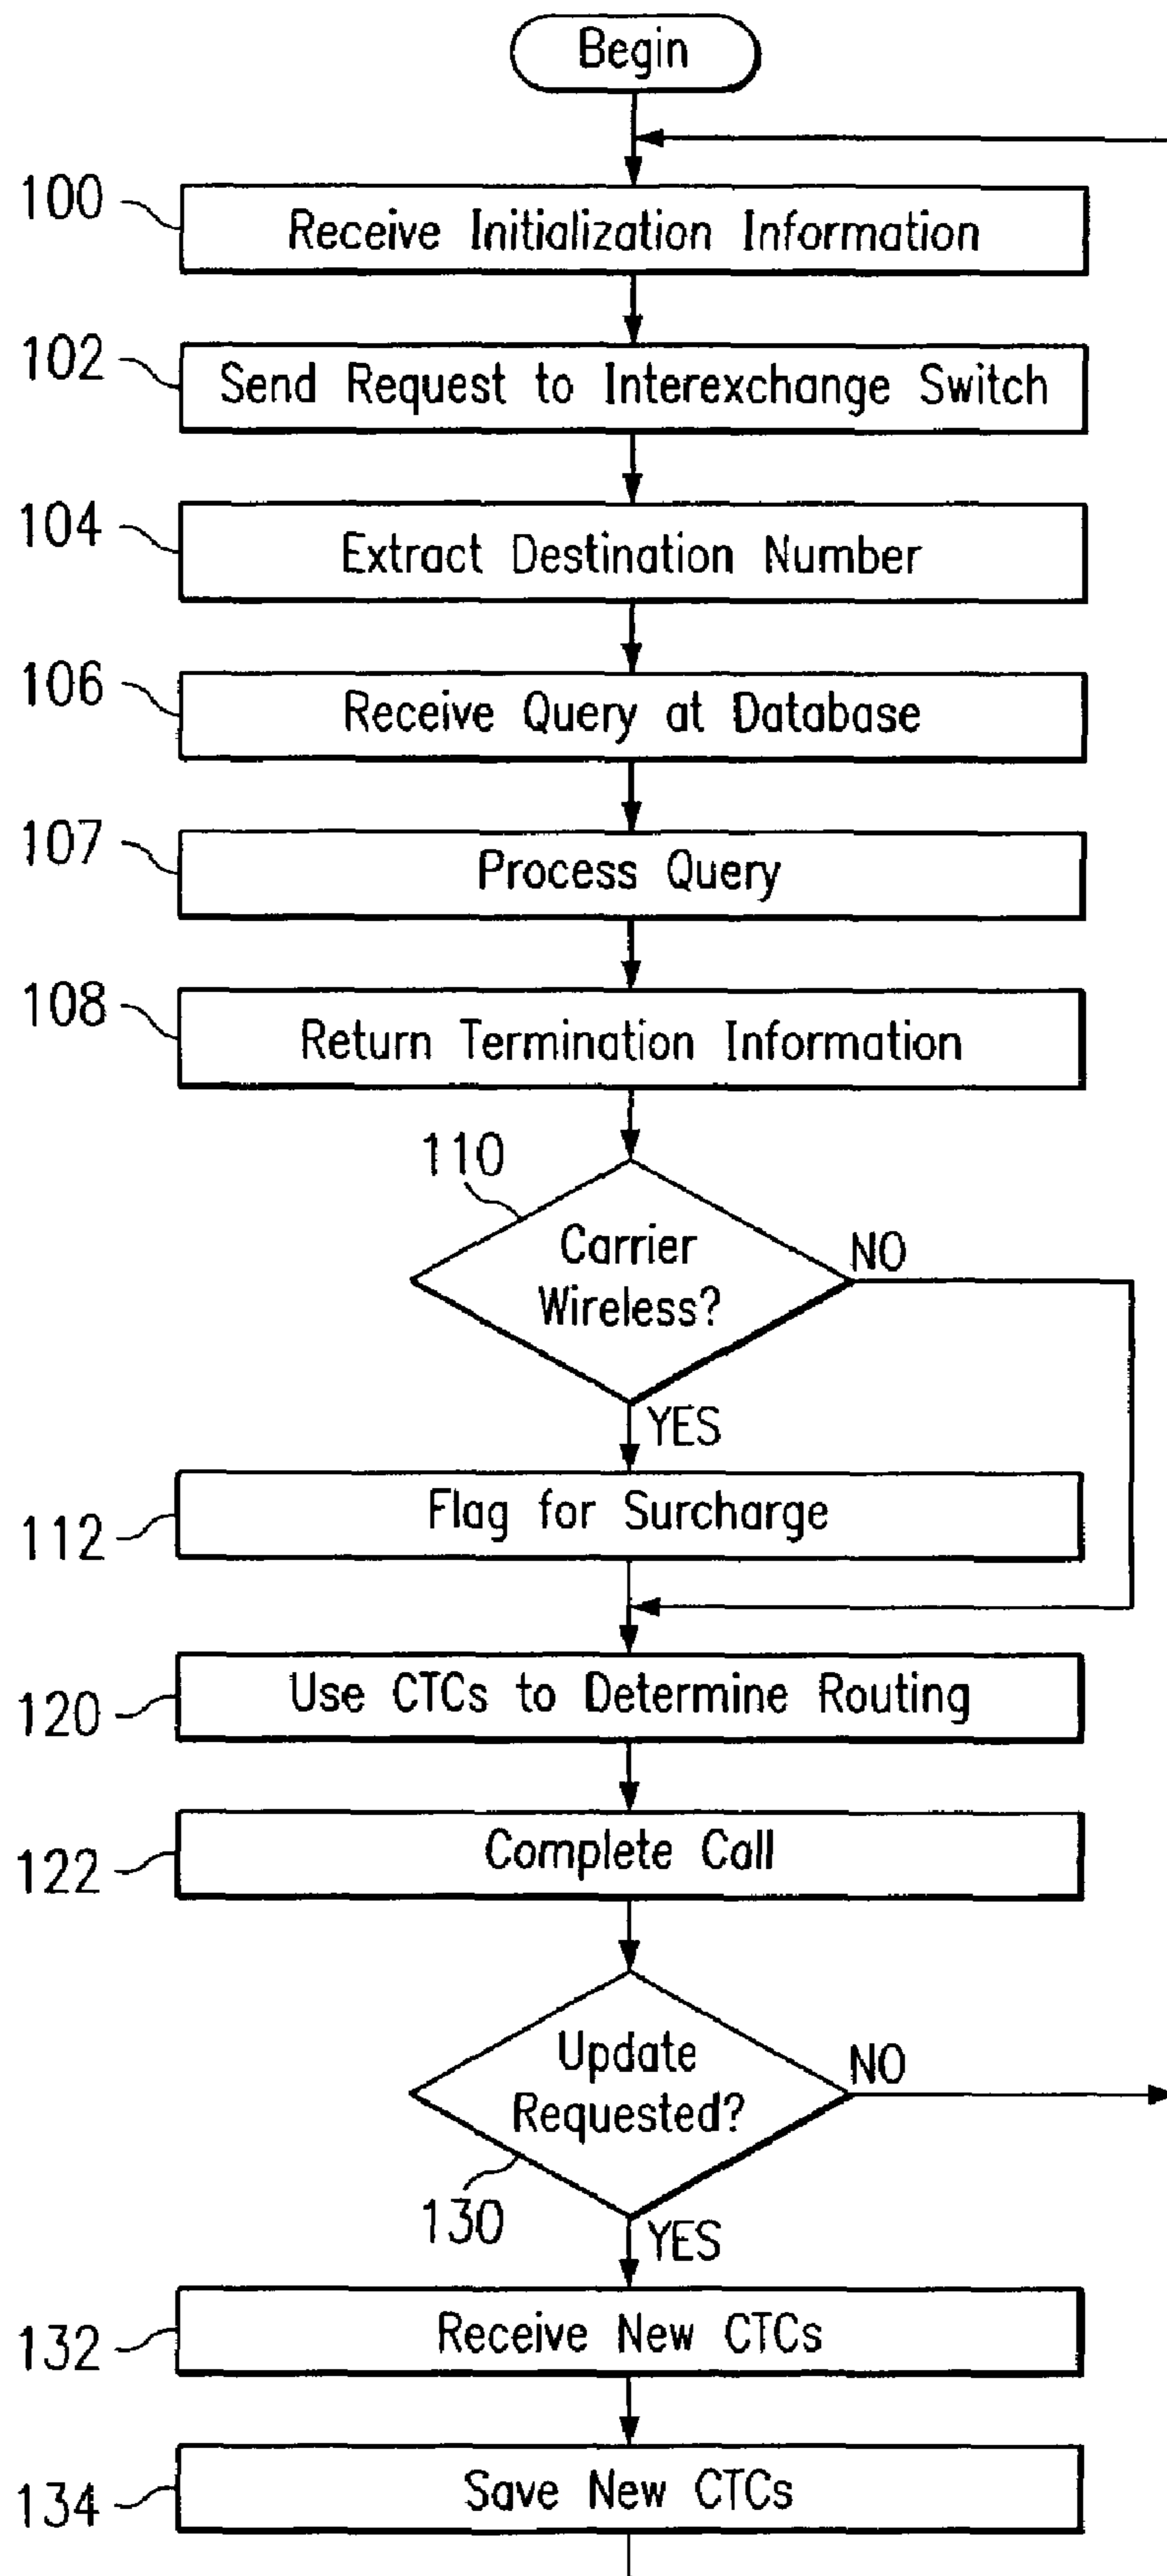 Begin
100
Receive Initialization Information
102
Send Request to Interexchange Switch
104
Extract Destination Number
106
Receive Query at Database
107
Process Query
108
Return Termination Information
110
Carrier
Wireless?
NO
YES
Flag for Surcharge
112
Use CTCs to Determine Routing
120
Complete Call
122
Update
Requested?
NO
130
YES
Receive New CTCs
132
Save New CTCs
134